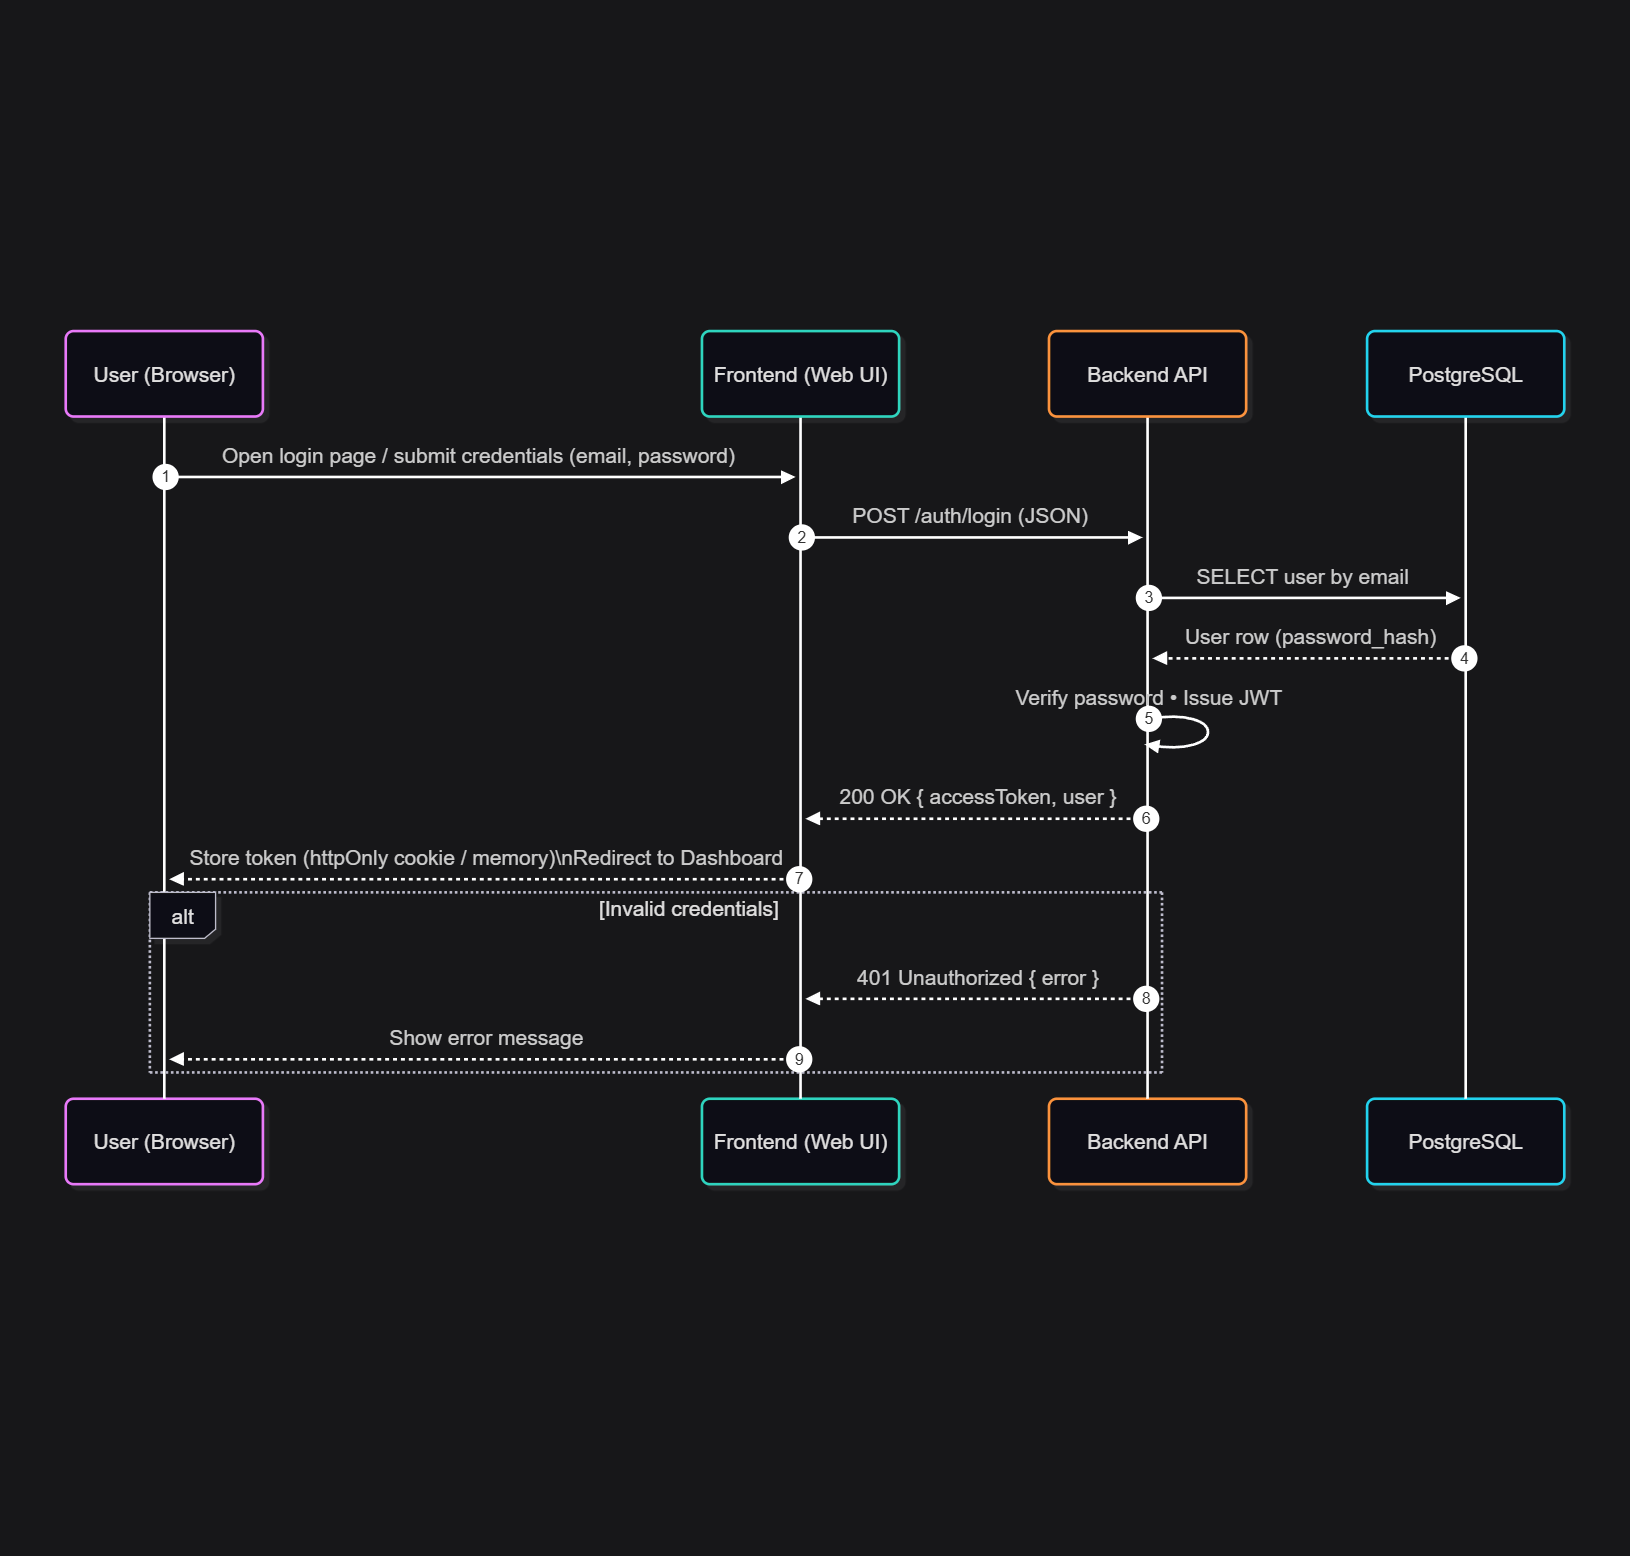 User (Browser)
Frontend (Web UI)
Backend API
PostgreSQL
Open login page / submit credentials (email, password)
1
POST /auth/login (JSON)
2
SELECT user by email
3
User row (password_hash)
4
Verify password • Issue JWT
5
200 OK { accessToken, user }
6
Store token (httpOnly cookie / memory)\nRedirect to Dashboard
7
alt
[Invalid credentials]
401 Unauthorized { error }
8
Show error message
9
User (Browser)
Frontend (Web UI)
Backend API
PostgreSQL